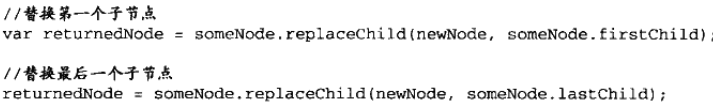 //替换第一个子节点
var returnedNode = someNode.replaceChild(newNode, someNode.firstChild);
//替换最后一个子节点
returnedNode = someNode.replaceChild(newNode, someNode.lastChild);